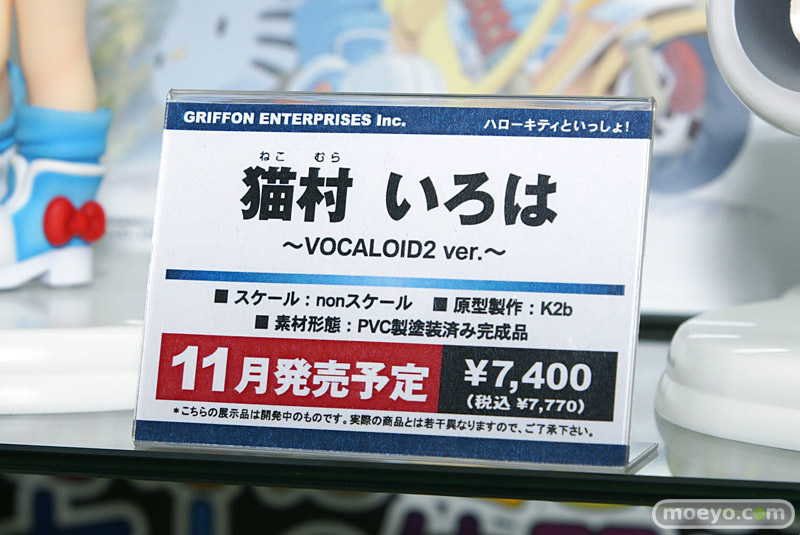 GRIFFON ENTERPRISES Inc.
ハローキティといっしょ!
ねこ むら
猫村 いろは
～VOCALOID2 ver.～
■ スケール：nonスケール ■ 原型製作：K2b
■ 素材形態：PVC製塗装済み完成品
11月発売予定
¥7,400
(税込 ¥7,770)
*こちらの展示品は開発中のものです。実際の商品とは若干異なりますので、ご了承下さい。
moeyo.com